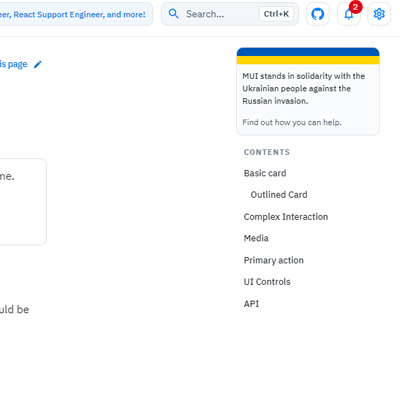 eer, React Support Engineer, and more!
Search...
Ctrl+K
2
is page
MUI stands in solidarity with the
Ukrainian people against the
Russian invasion.
Find out how you can help.
CONTENTS
Basic card
Outlined Card
me.
Complex Interaction
Media
Primary action
UI Controls
API
uld be